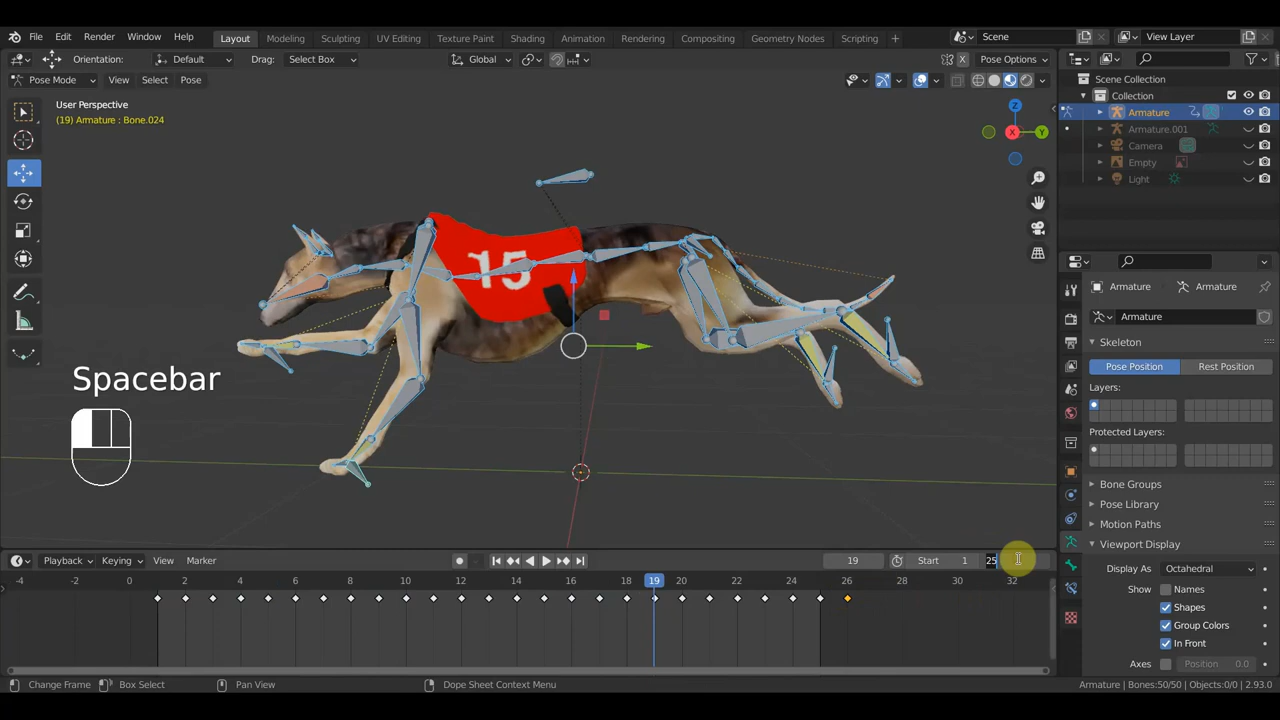 File Edit Render Window Help Layout Modeling Sculpting UV Editing Texture Paint Shading Animation Rendering Compositing Geometry Nodes Scripting + Scene View Layer
Orientation: Default Drag: Select Box Global X Pose Options
Pose Mode View Select Pose
User Perspective
(19) Armature : Bone.024
Z
X
Y
15
Spacebar
Scene Collection
Collection
Armature
Armature.001
Camera
Empty
Light
Armature Armature
Armature
Skeleton
Pose Position Rest Position
Layers:
Protected Layers:
Bone Groups
Pose Library
Motion Paths
Viewport Display
Display As Octahedral
Show Names
Shapes
Group Colors
In Front
Axes Position 0.0
Playback Keying View Marker 19 Start 1 25
-4 -2 0 2 4 6 8 10 12 14 16 18 19 20 22 24 26 28 30 32
Change Frame Box Select Pan View Dope Sheet Context Menu Armature | Bones:50/50 | Objects:0/0 | 2.93.0